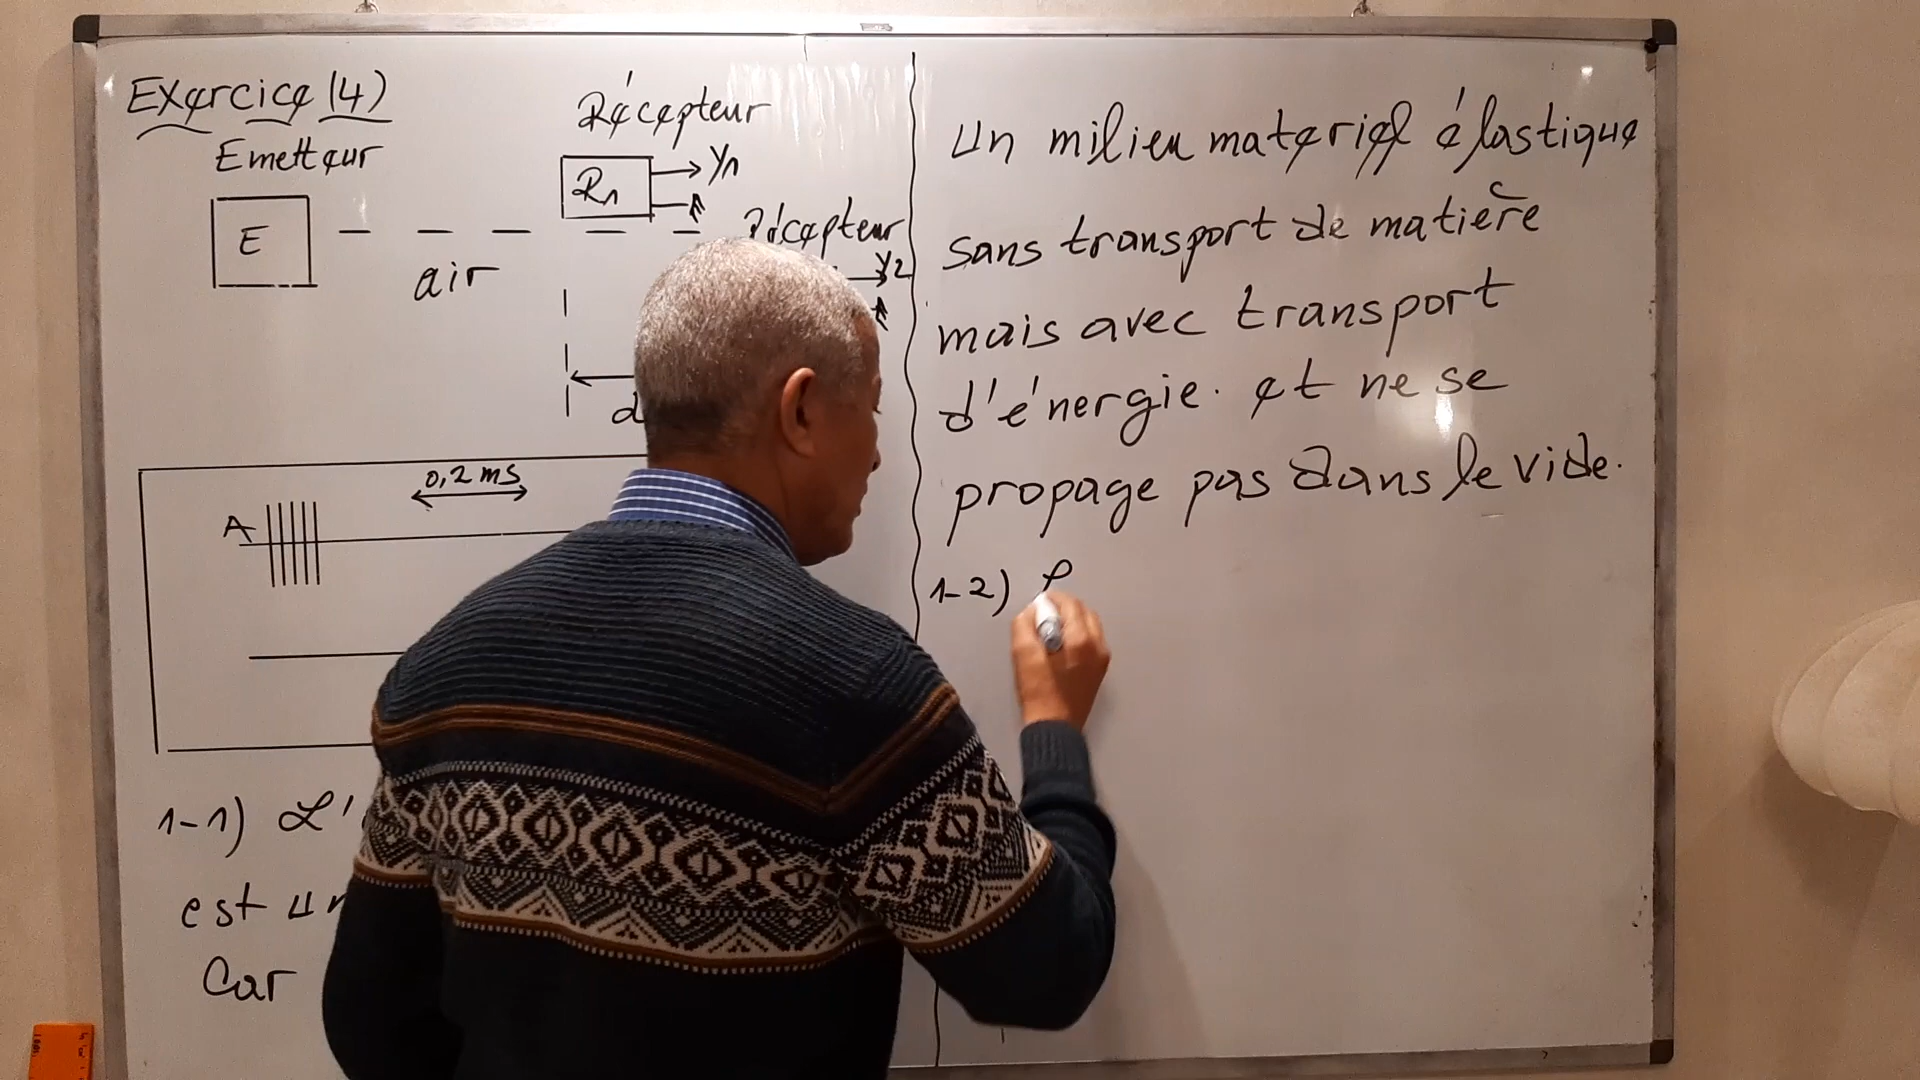 Exercice (4)
Emetteur
Récepteur
R1
Y1
E
air
Récepteur
Y2
d
0,2 ms
A
1-1) L'
est un
Car
un milieu matériel élastique
sans transport de matière
mais avec transport
d'énergie. et ne se
propage pas dans le vide.
1-2) L